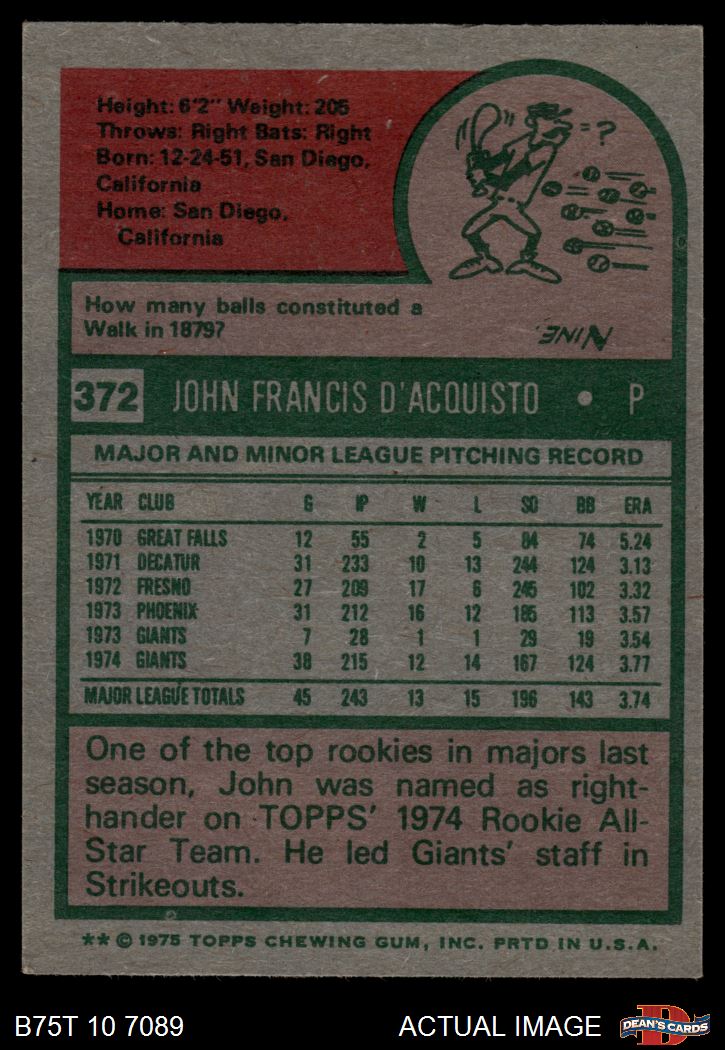 Height: 6'2" Weight: 205
Throws: Right Bats: Right
Born: 12-24-51, San Diego,
California
Home: San Diego,
California
= ?
How many balls constituted a
Walk in 1879?
NINE.
372 JOHN FRANCIS D'ACQUISTO • P
MAJOR AND MINOR LEAGUE PITCHING RECORD
YEAR CLUB G IP W L SO BB ERA
1970 GREAT FALLS 12 55 2 5 84 74 5.24
1971 DECATUR 31 233 10 13 244 124 3.13
1972 FRESNO 27 209 17 6 245 102 3.32
1973 PHOENIX 31 212 16 12 185 113 3.57
1973 GIANTS 7 28 1 1 29 19 3.54
1974 GIANTS 38 215 12 14 167 124 3.77
MAJOR LEAGUE TOTALS 45 243 13 15 196 143 3.74
One of the top rookies in majors last
season, John was named as right-
hander on TOPPS' 1974 Rookie All-
Star Team. He led Giants' staff in
Strikeouts.
** © 1975 TOPPS CHEWING GUM, INC. PRTD IN U.S.A.
B75T 10 7089 ACTUAL IMAGE D DEAN'S CARDS